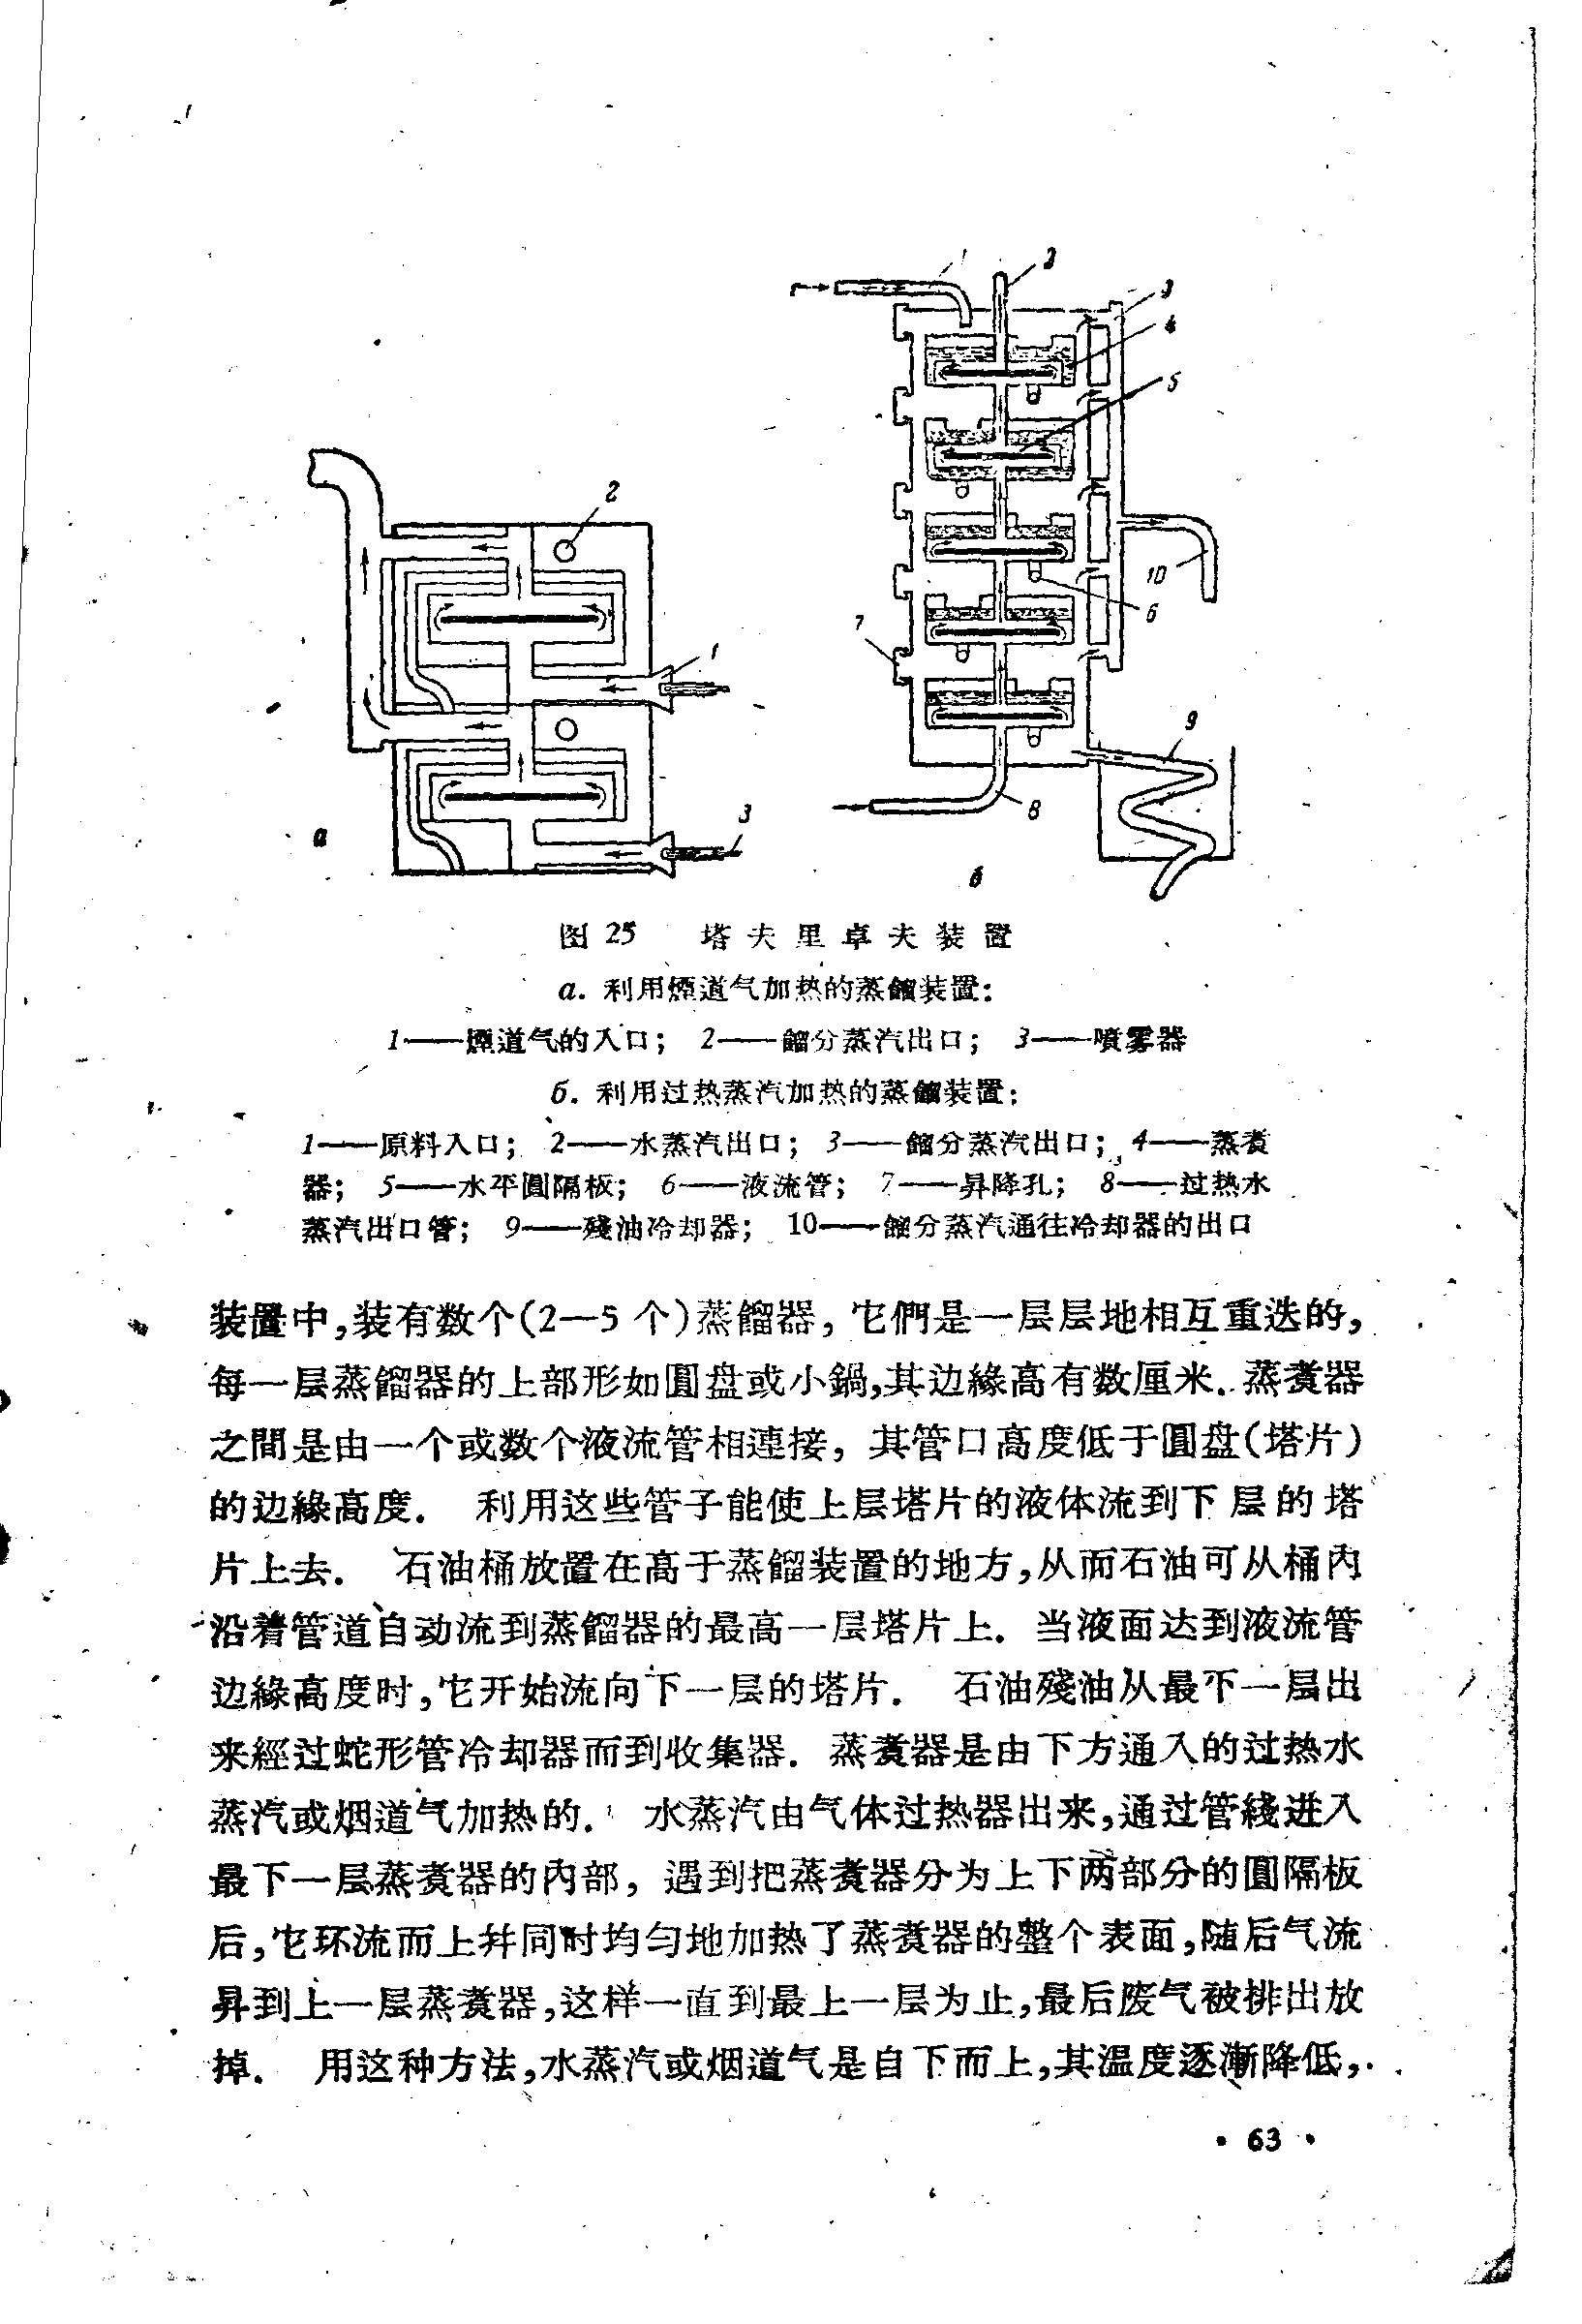 1
2
3
4
5
2
10
6
7
1
9
8
3
а
б
图 25 塔夫里卓夫装置
а. 利用煙道气加热的蒸餾装置：
1——煙道气的入口； 2——餾分蒸汽出口； 3——噴雾器
б. 利用过热蒸汽加热的蒸餾装置；
1——原料入口； 2——水蒸汽出口； 3——餾分蒸汽出口； 4——蒸煮
器； 5——水平圓隔板； 6——液流管； 7——昇降孔； 8——过热水
蒸汽出口管； 9——殘油冷却器； 10——餾分蒸汽通往冷却器的出口
装置中，装有数个（2—5 个）蒸餾器，它們是一层层地相互重迭的，
每一层蒸餾器的上部形如圓盘或小鍋，其边緣高有数厘米．蒸煮器
之間是由一个或数个液流管相連接，其管口高度低于圓盘（塔片）
的边緣高度． 利用这些管子能使上层塔片的液体流到下层的塔
片上去． 石油桶放置在高于蒸餾装置的地方，从而石油可从桶内
沿着管道自动流到蒸餾器的最高一层塔片上．当液面达到液流管
边緣高度时，它开始流向下一层的塔片． 石油殘油从最下一层出
来經过蛇形管冷却器而到收集器．蒸煮器是由下方通入的过热水
蒸汽或烟道气加热的． 水蒸汽由气体过热器出来，通过管綫进入
最下一层蒸煮器的内部，遇到把蒸煮器分为上下两部分的圓隔板
后，它环流而上幷同时均匀地加热了蒸煮器的整个表面，随后气流
昇到上一层蒸煮器，这样一直到最上一层为止，最后废气被排出放
掉． 用这种方法，水蒸汽或烟道气是自下而上，其温度逐漸降低，
• 63 •